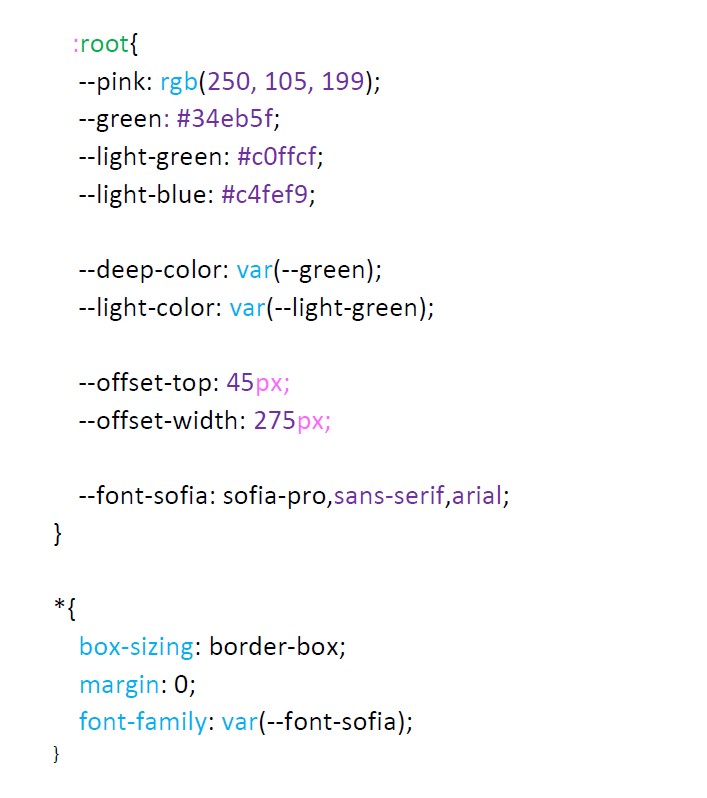 :root{
--pink: rgb(250, 105, 199);
--green: #34eb5f;
--light-green: #c0ffcf;
--light-blue: #c4fef9;
--deep-color: var(--green);
--light-color: var(--light-green);
--offset-top: 45px;
--offset-width: 275px;
--font-sofia: sofia-pro,sans-serif,arial;
}
*{
box-sizing: border-box;
margin: 0;
font-family: var(--font-sofia);
}